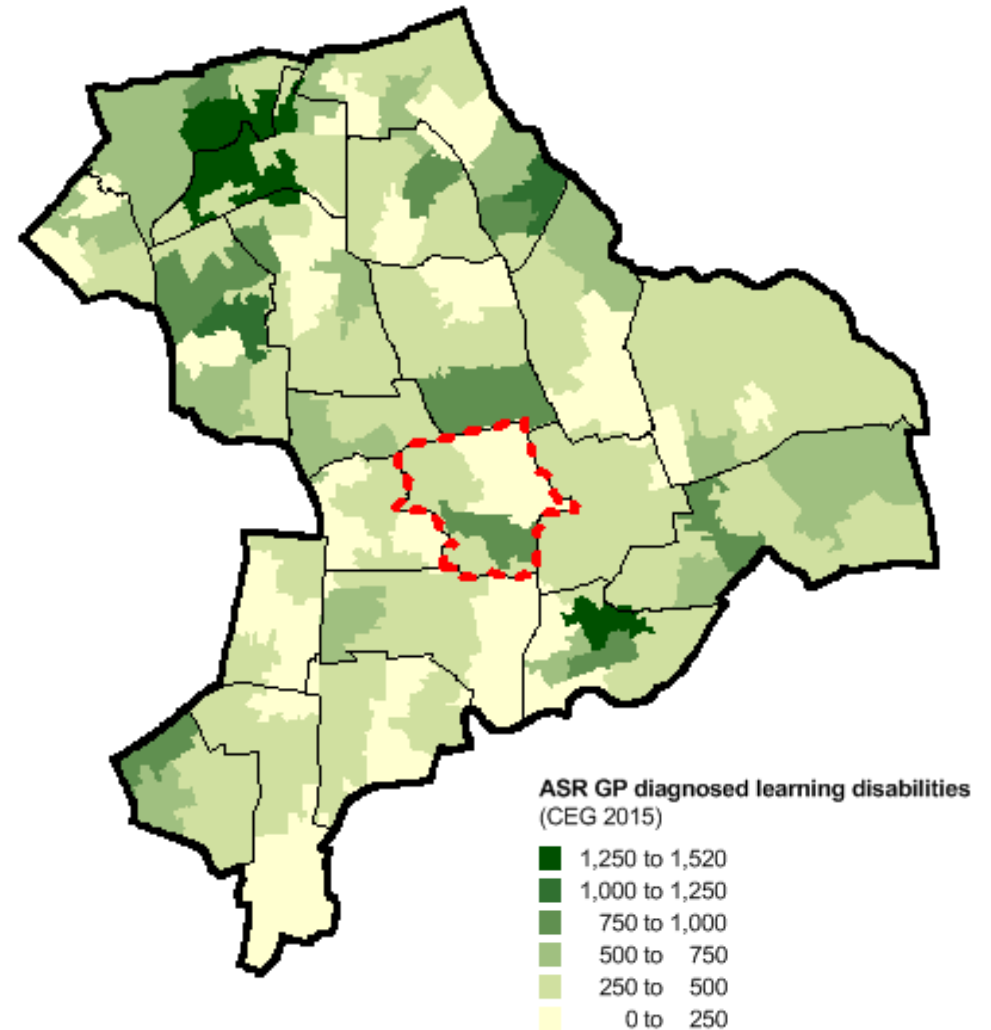 ASR GP diagnosed learning disabilities
(CEG 2015)
1,250 to 1,520
1,000 to 1,250
750 to 1,000
500 to 750
250 to 500
0 to 250